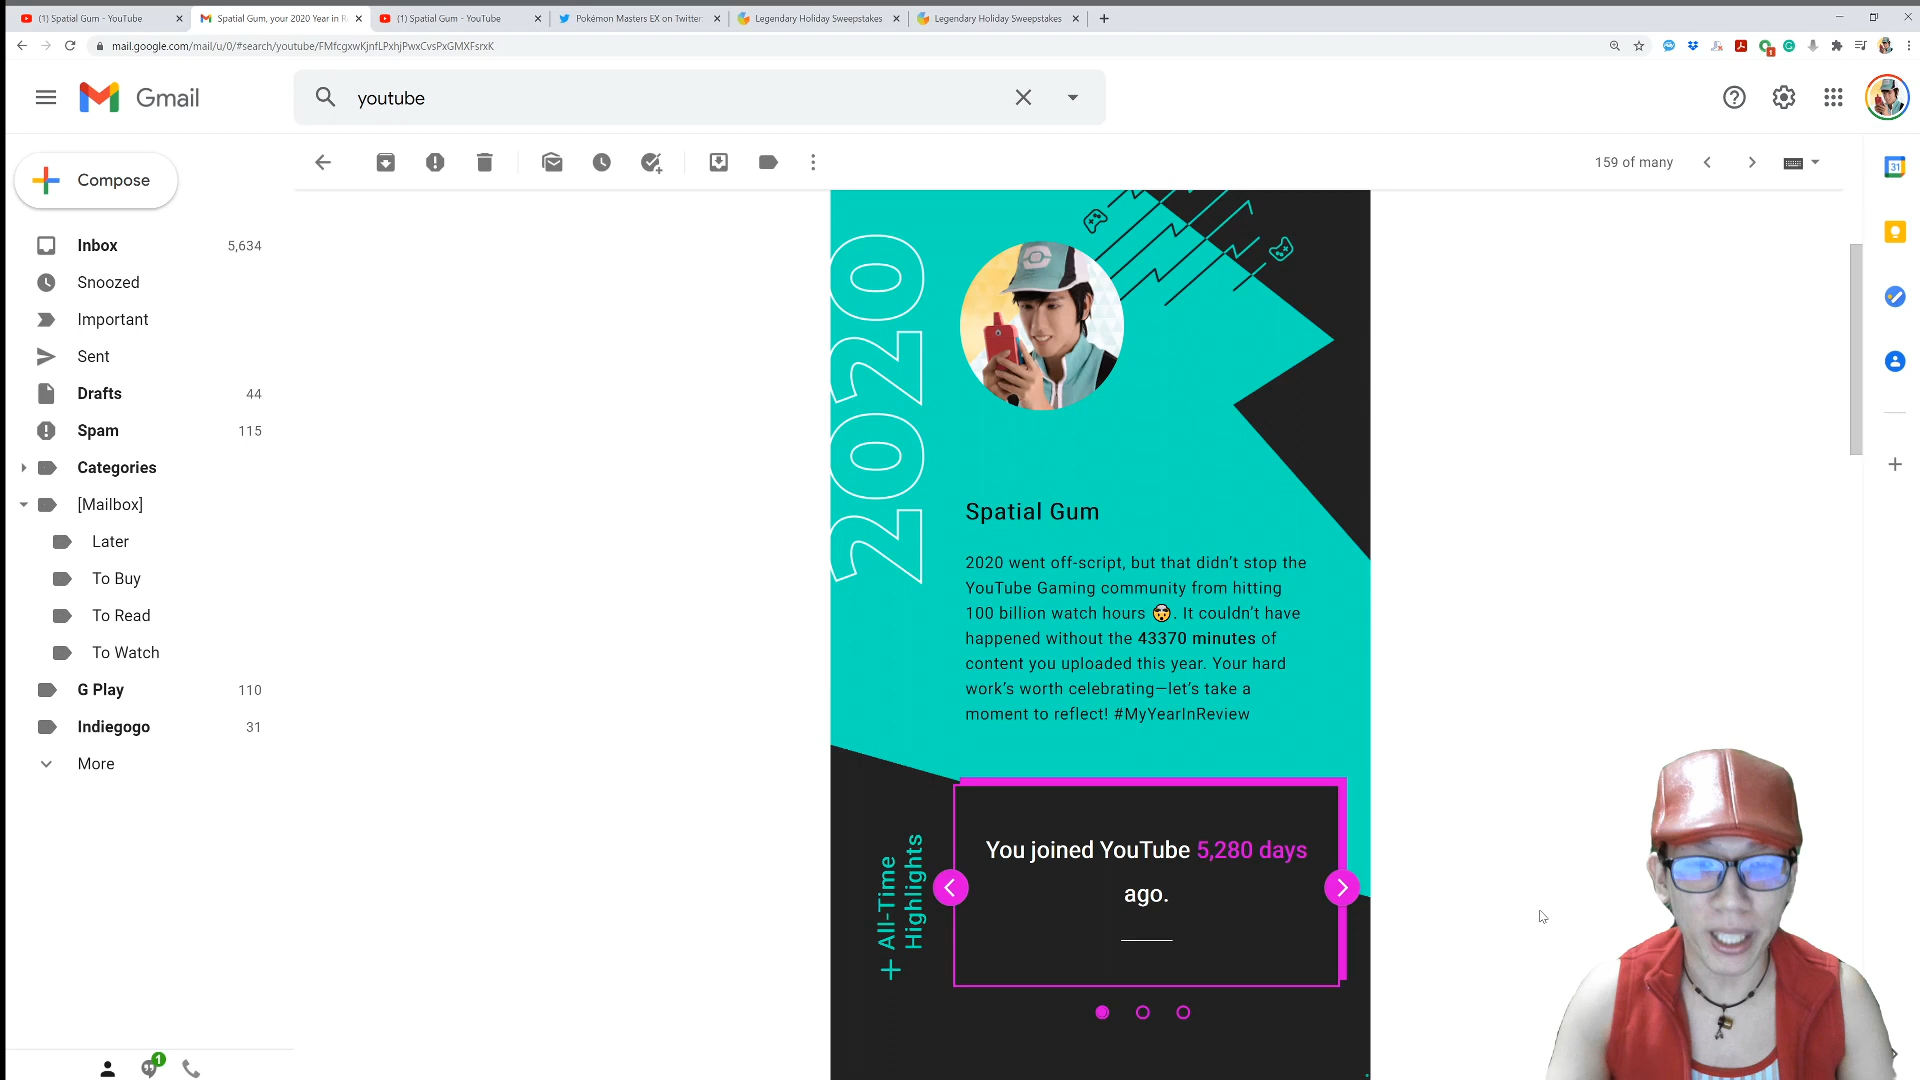 (1) Spatial Gum - YouTube
Spatial Gum, your 2020 Year in R
(1) Spatial Gum - YouTube
Pokémon Masters EX on Twitter:
Legendary Holiday Sweepstakes
Legendary Holiday Sweepstakes
mail.google.com/mail/u/0/#search/youtube/FMfcgxwKjnfLPxhjPwxCvsPxGMXFsrxK
Gmail
youtube
159 of many
Compose
Inbox 5,634
Snoozed
Important
Sent
Drafts 44
Spam 115
Categories
[Mailbox]
Later
To Buy
To Read
To Watch
G Play 110
Indiegogo 31
More
1
31
2020
Spatial Gum
2020 went off-script, but that didn’t stop the
YouTube Gaming community from hitting
100 billion watch hours 🤯. It couldn’t have
happened without the 43370 minutes of
content you uploaded this year. Your hard
work’s worth celebrating—let’s take a
moment to reflect! #MyYearInReview
+ All-Time
Highlights
You joined YouTube 5,280 days
ago.